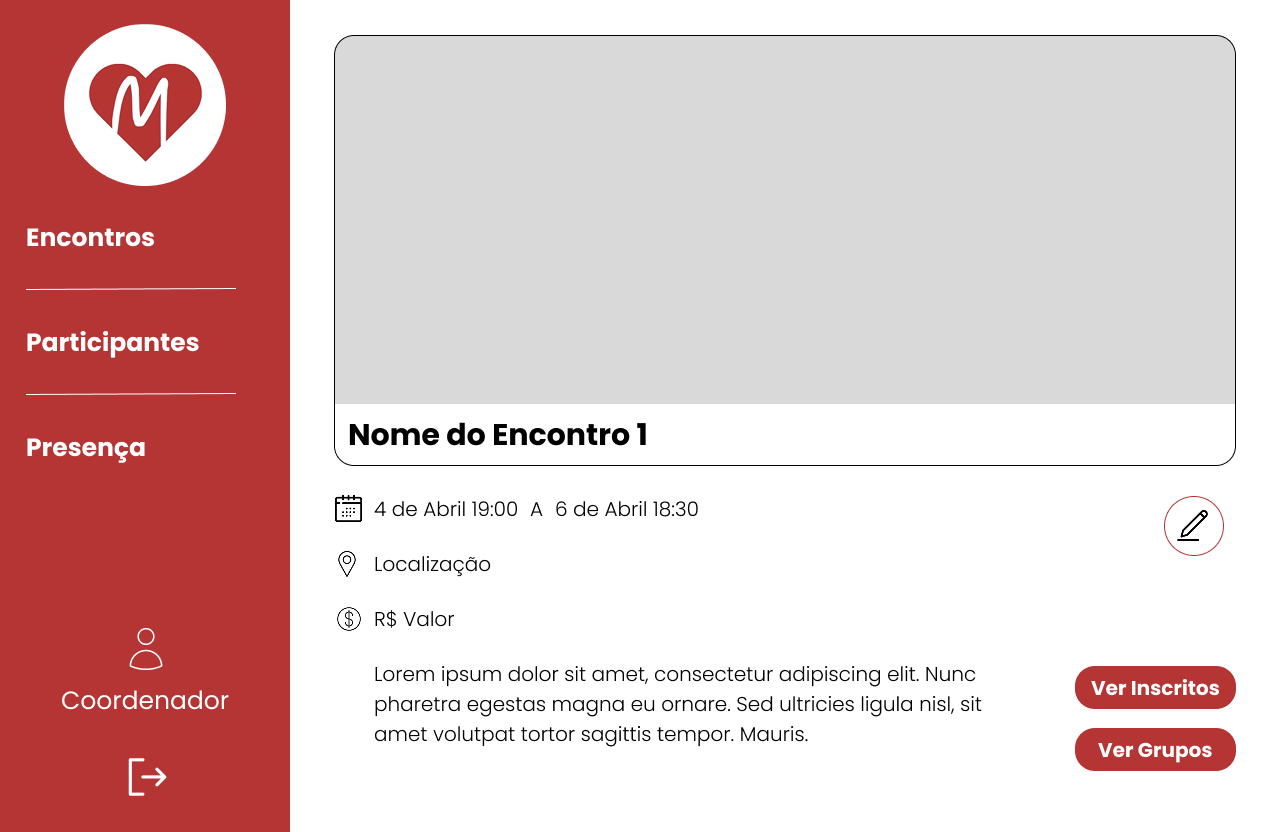 M
Encontros
Participantes
Presença
Coordenador
Nome do Encontro 1
4 de Abril 19:00 A 6 de Abril 18:30
Localização
R$ Valor
Lorem ipsum dolor sit amet, consectetur adipiscing elit. Nunc
pharetra egestas magna eu ornare. Sed ultricies ligula nisl, sit
amet volutpat tortor sagittis tempor. Mauris.
Ver Inscritos
Ver Grupos